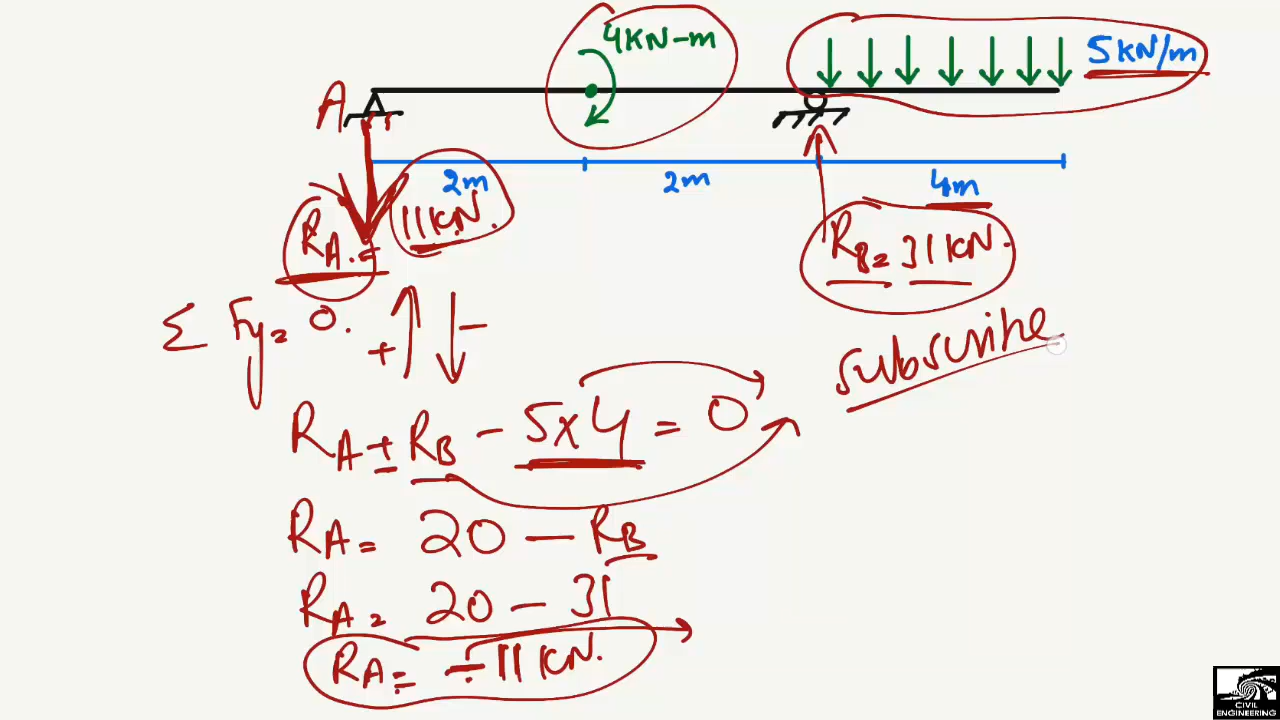 4KN-m
5KN/m
A
2m
2m
4m
RA.=
11KN.
RB= 31KN.
Σ Fy= 0.
+
-
subscribe
RA + RB - 5x4 = 0
RA= 20 - RB
RA= 20 - 31
RA= -11KN.
CIVIL
ENGINEERING